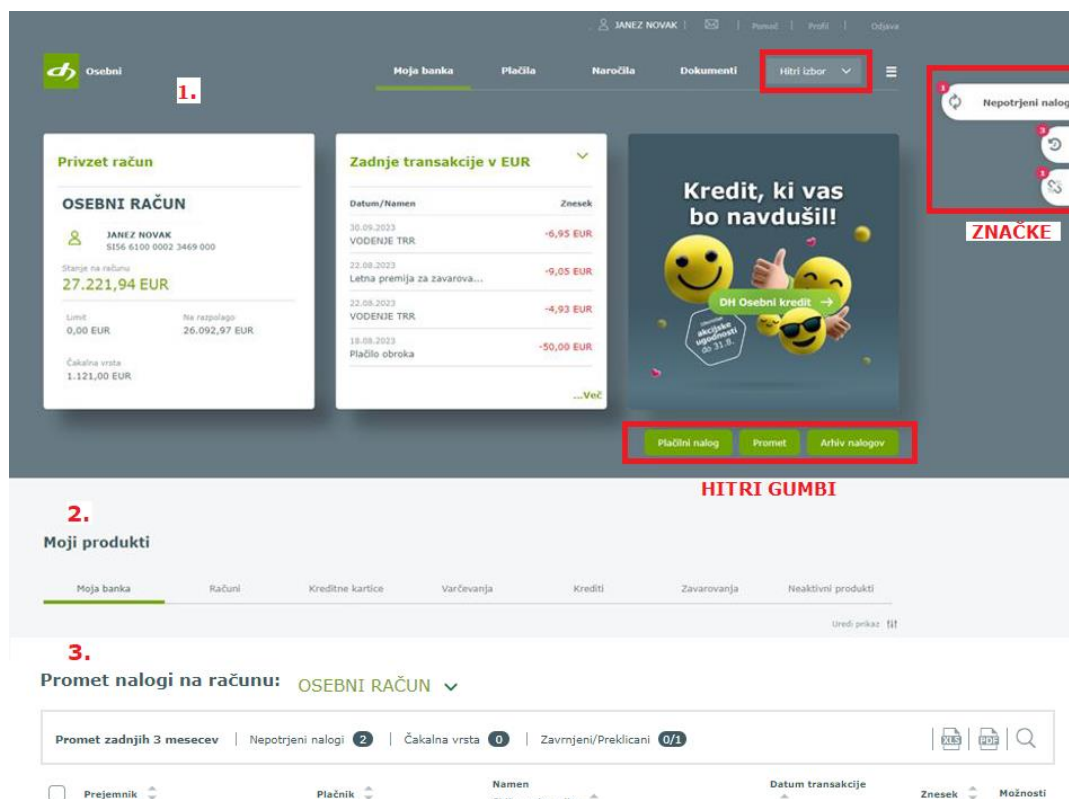 JANEZ NOVAK | | Pomoč | Profil | Odjava
Osebni
Moja banka Plačila Naročila Dokumenti Hitri izbor
1.
1
Nepotrjeni nalog
3
1
ZNAČKE
Privzet račun
OSEBNI RAČUN
JANEZ NOVAK
SI56 6100 0002 3469 000
Stanje na računu
27.221,94 EUR
Limit Na razpolago
0,00 EUR 26.092,97 EUR
Čakalna vrsta
1.121,00 EUR
Zadnje transakcije v EUR
Datum/Namen Znesek
30.09.2023
VODENJE TRR -6,95 EUR
22.08.2023
Letna premija za zavarova... -9,05 EUR
22.08.2023
VODENJE TRR -4,93 EUR
18.08.2023
Plačilo obroka -50,00 EUR
...Več
Kredit, ki vas
bo navdušil!
DH Osebni kredit →
akcijske
ugodnosti
do 31.8.
Plačilni nalog Promet Arhiv nalogov
HITRI GUMBI
2.
Moji produkti
Moja banka Računi Kreditne kartice Varčevanja Krediti Zavarovanja Neaktivni produkti
Uredi prikaz
3.
Promet nalogi na računu: OSEBNI RAČUN
Promet zadnjih 3 mesecev | Nepotrjeni nalogi 2 | Čakalna vrsta 0 | Zavrnjeni/Preklicani 0/1 | XLS | PDF |
Prejemnik Plačnik Namen Datum transakcije Znesek Možnosti